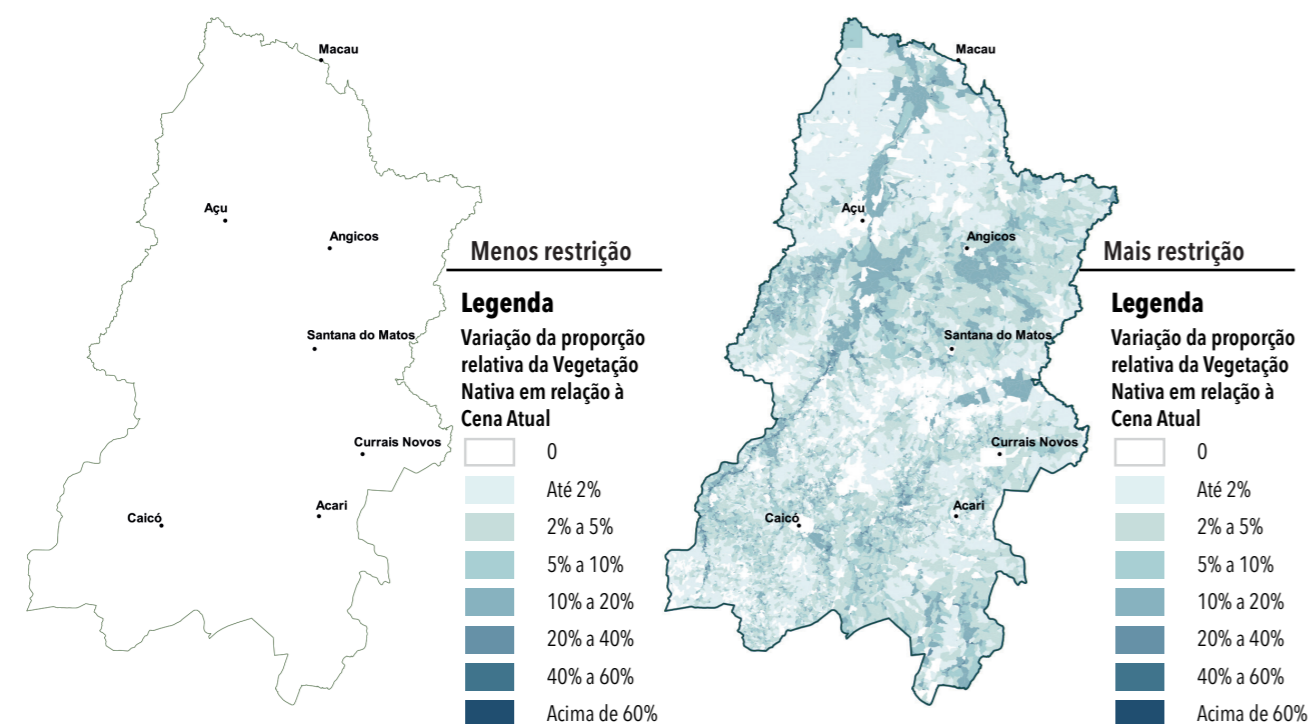 Macau
Açu
Angicos
Santana do Matos
Currais Novos
Acari
Caicó
Menos restrição
Legenda
Variação da proporção
relativa da Vegetação
Nativa em relação à
Cena Atual
0
Até 2%
2% a 5%
5% a 10%
10% a 20%
20% a 40%
40% a 60%
Acima de 60%
Macau
Açu
Angicos
Santana do Matos
Currais Novos
Acari
Caicó
Mais restrição
Legenda
Variação da proporção
relativa da Vegetação
Nativa em relação à
Cena Atual
0
Até 2%
2% a 5%
5% a 10%
10% a 20%
20% a 40%
40% a 60%
Acima de 60%